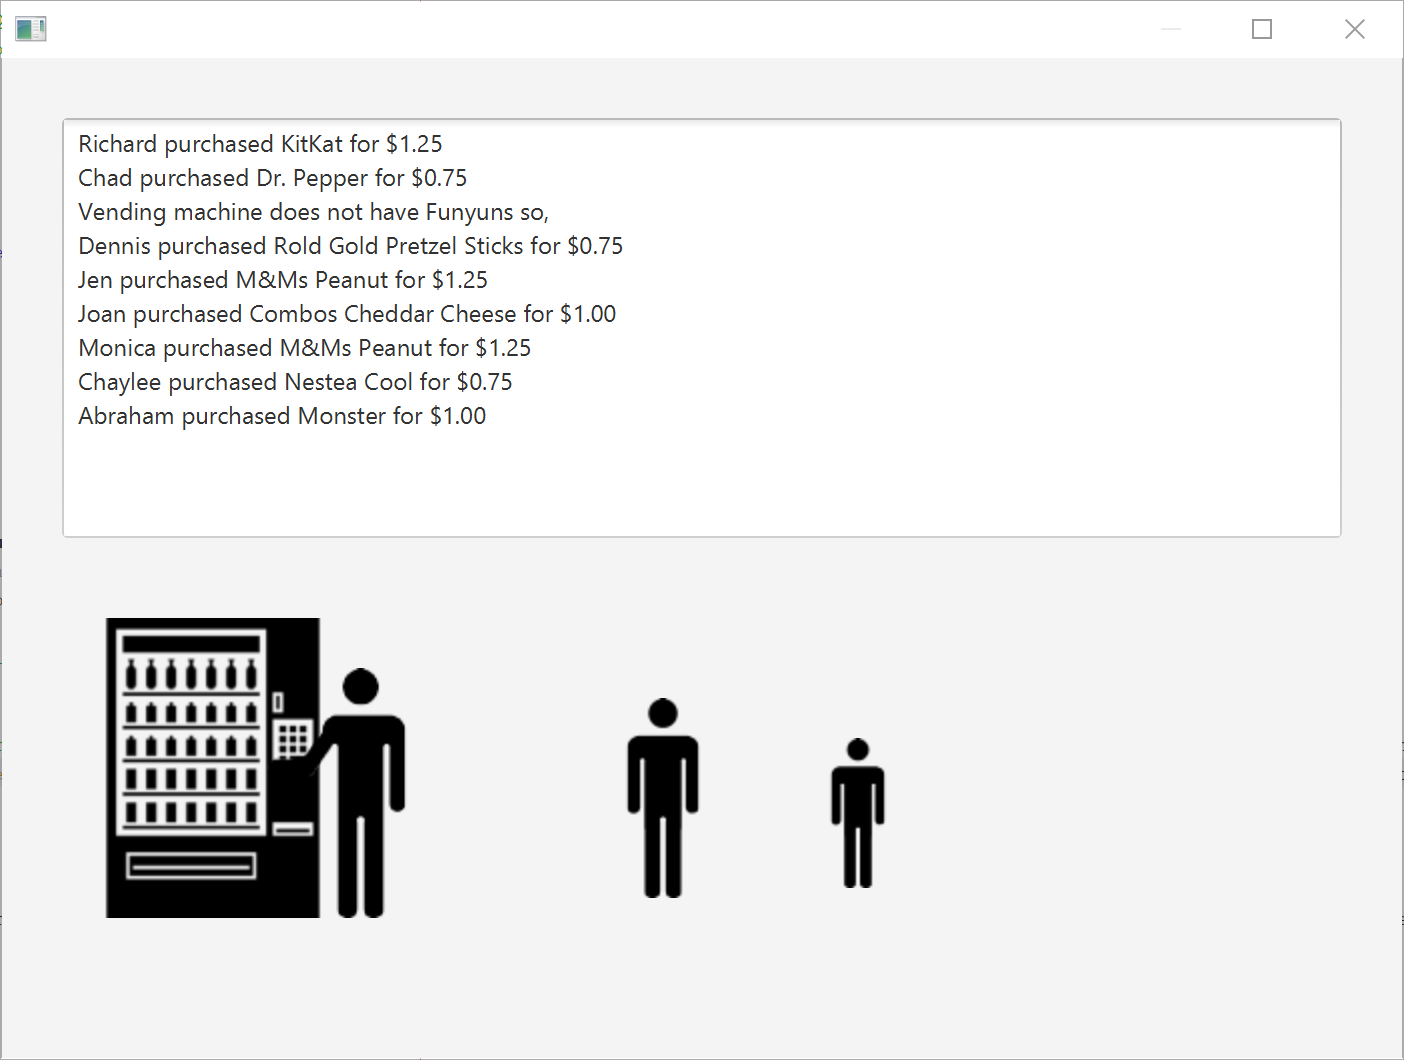 Richard purchased KitKat for $1.25
Chad purchased Dr. Pepper for $0.75
Vending machine does not have Funyuns so,
Dennis purchased Rold Gold Pretzel Sticks for $0.75
Jen purchased M&Ms Peanut for $1.25
Joan purchased Combos Cheddar Cheese for $1.00
Monica purchased M&Ms Peanut for $1.25
Chaylee purchased Nestea Cool for $0.75
Abraham purchased Monster for $1.00